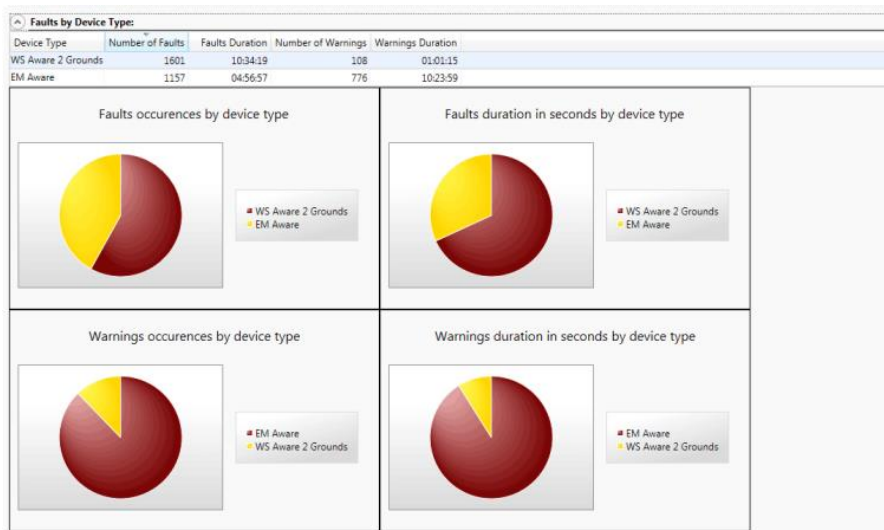 Faults by Device Type:
Device Type Number of Faults Faults Duration Number of Warnings Warnings Duration
WS Aware 2 Grounds 1601 10:34:19 108 01:01:15
EM Aware 1157 04:56:57 776 10:23:59
Faults occurences by device type
WS Aware 2 Grounds
EM Aware
Faults duration in seconds by device type
WS Aware 2 Grounds
EM Aware
Warnings occurences by device type
EM Aware
WS Aware 2 Grounds
Warnings duration in seconds by device type
EM Aware
WS Aware 2 Grounds